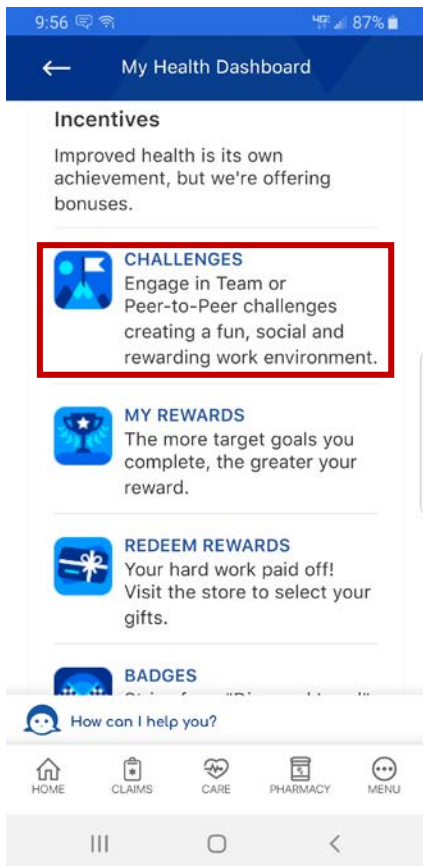 9:56 87%
My Health Dashboard
Incentives
Improved health is its own
achievement, but we're offering
bonuses.
CHALLENGES
Engage in Team or
Peer-to-Peer challenges
creating a fun, social and
rewarding work environment.
MY REWARDS
The more target goals you
complete, the greater your
reward.
REDEEM REWARDS
Your hard work paid off!
Visit the store to select your
gifts.
BADGES
How can I help you?
HOME CLAIMS CARE PHARMACY MENU